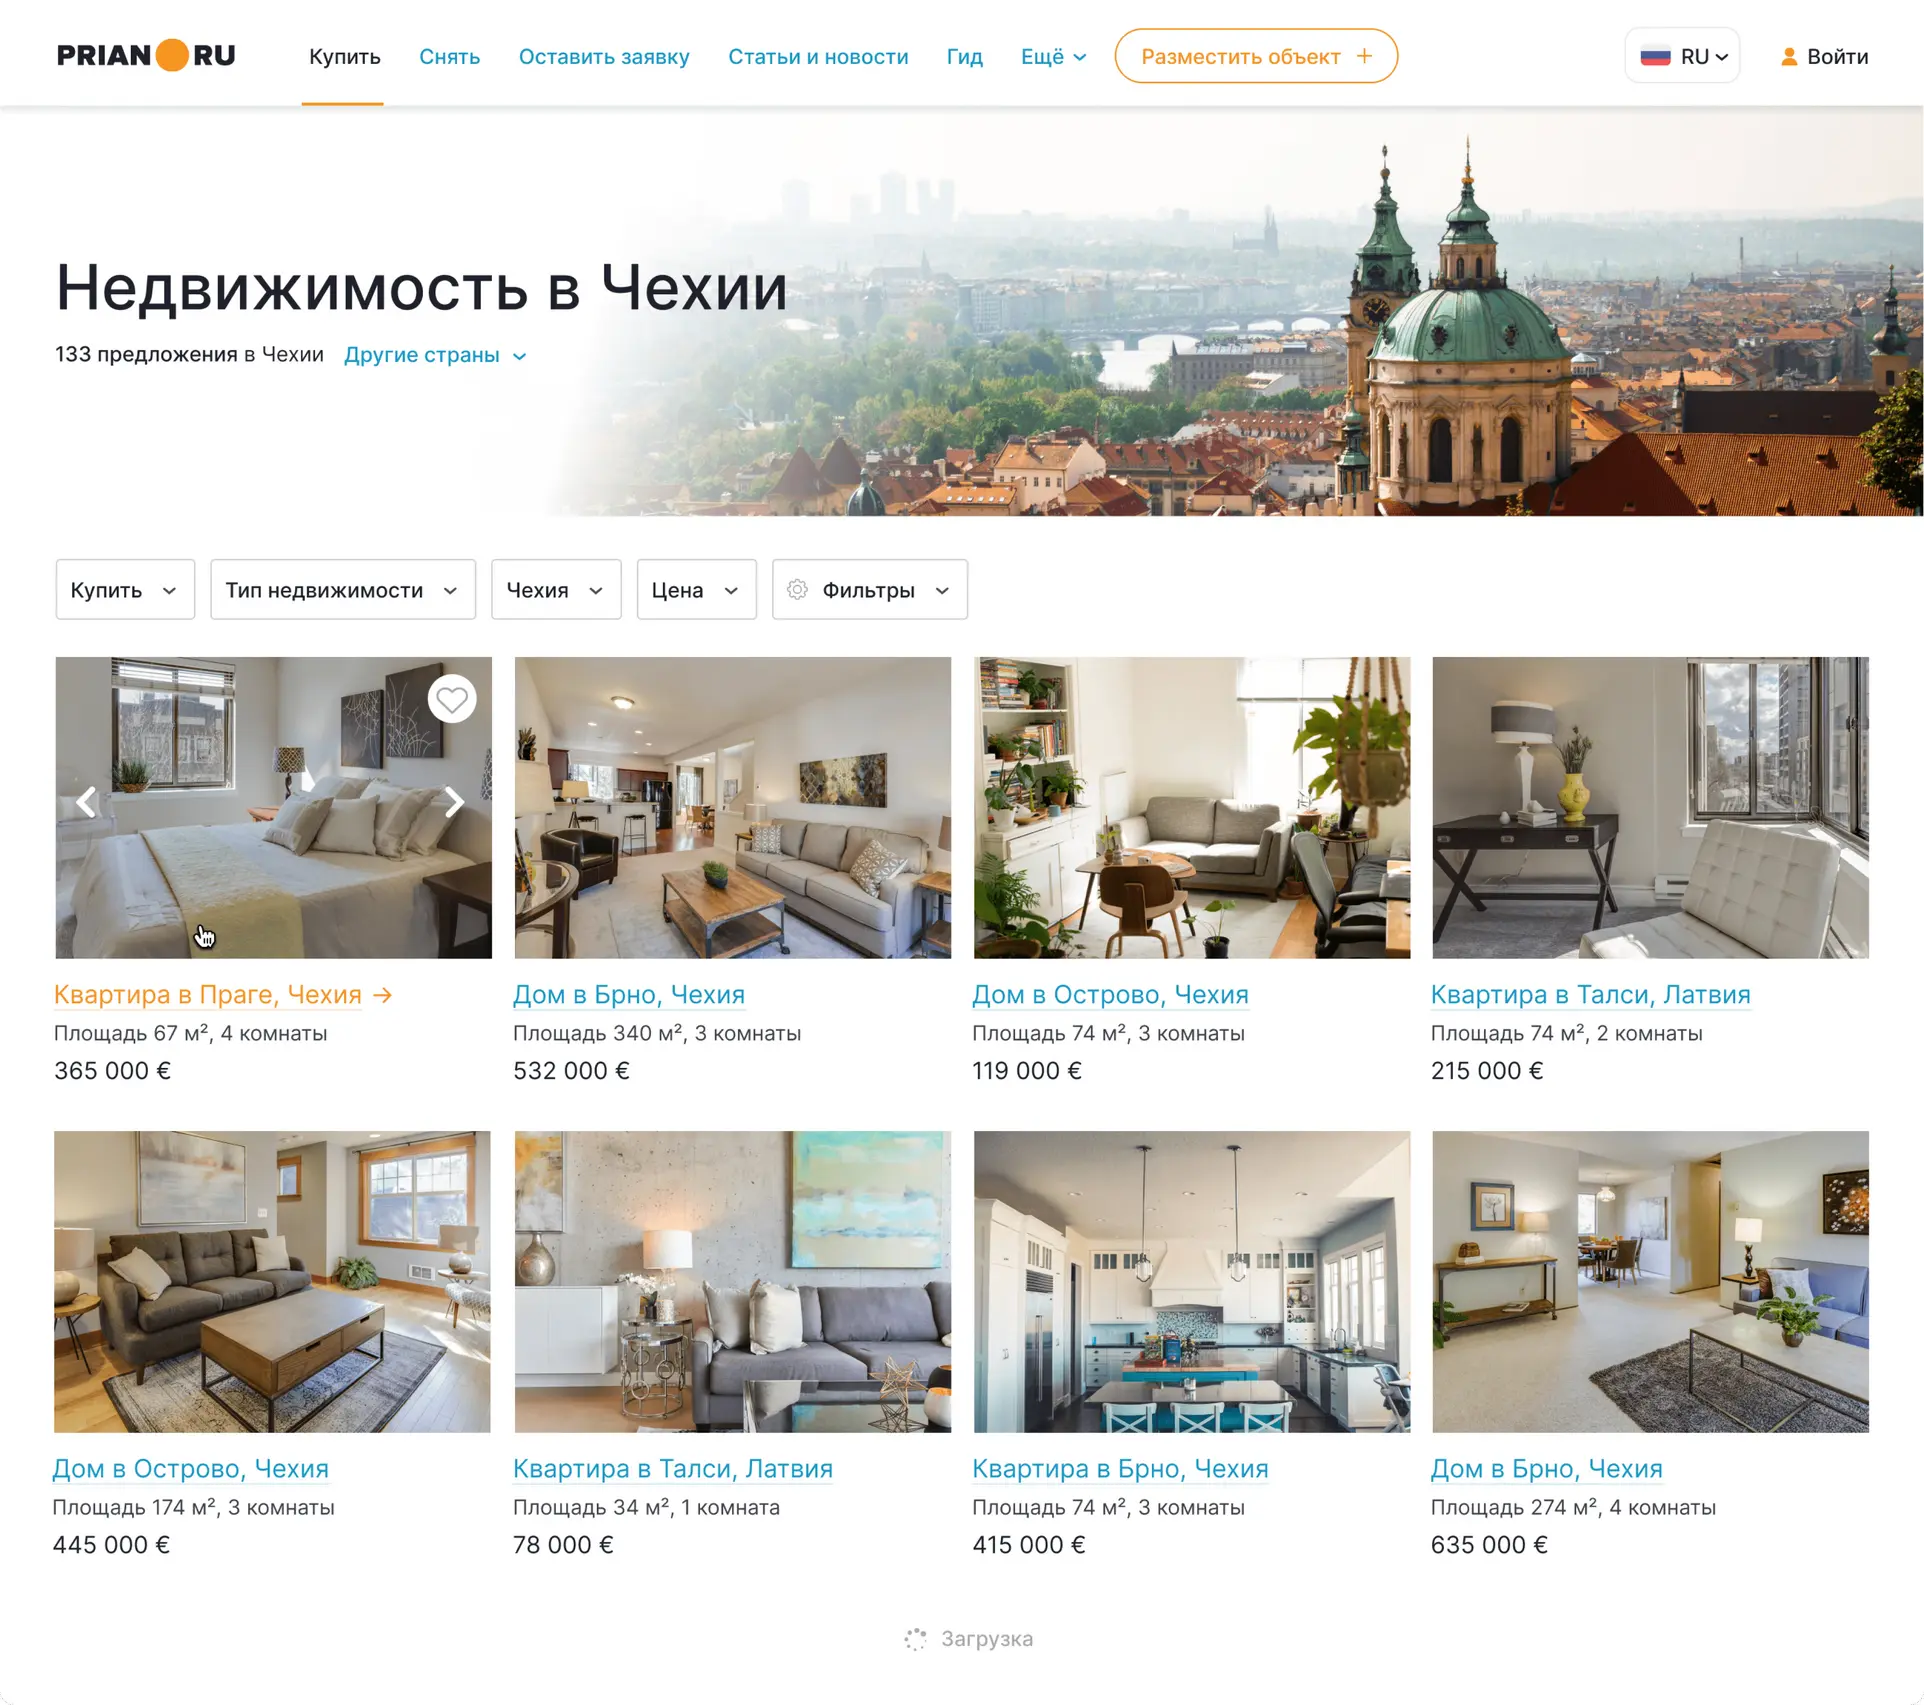 PRIAN RU
Купить
Снять
Оставить заявку
Статьи и новости
Гид
Ещё
Разместить объект +
RU
Войти
Недвижимость в Чехии
133 предложения в Чехии Другие страны
Купить
Тип недвижимости
Чехия
Цена
Фильтры
Квартира в Праге, Чехия →
Площадь 67 м², 4 комнаты
365 000 €
Дом в Брно, Чехия
Площадь 340 м², 3 комнаты
532 000 €
Дом в Острово, Чехия
Площадь 74 м², 3 комнаты
119 000 €
Квартира в Талси, Латвия
Площадь 74 м², 2 комнаты
215 000 €
Дом в Острово, Чехия
Площадь 174 м², 3 комнаты
445 000 €
Квартира в Талси, Латвия
Площадь 34 м², 1 комната
78 000 €
Квартира в Брно, Чехия
Площадь 74 м², 3 комнаты
415 000 €
Дом в Брно, Чехия
Площадь 274 м², 4 комнаты
635 000 €
Загрузка